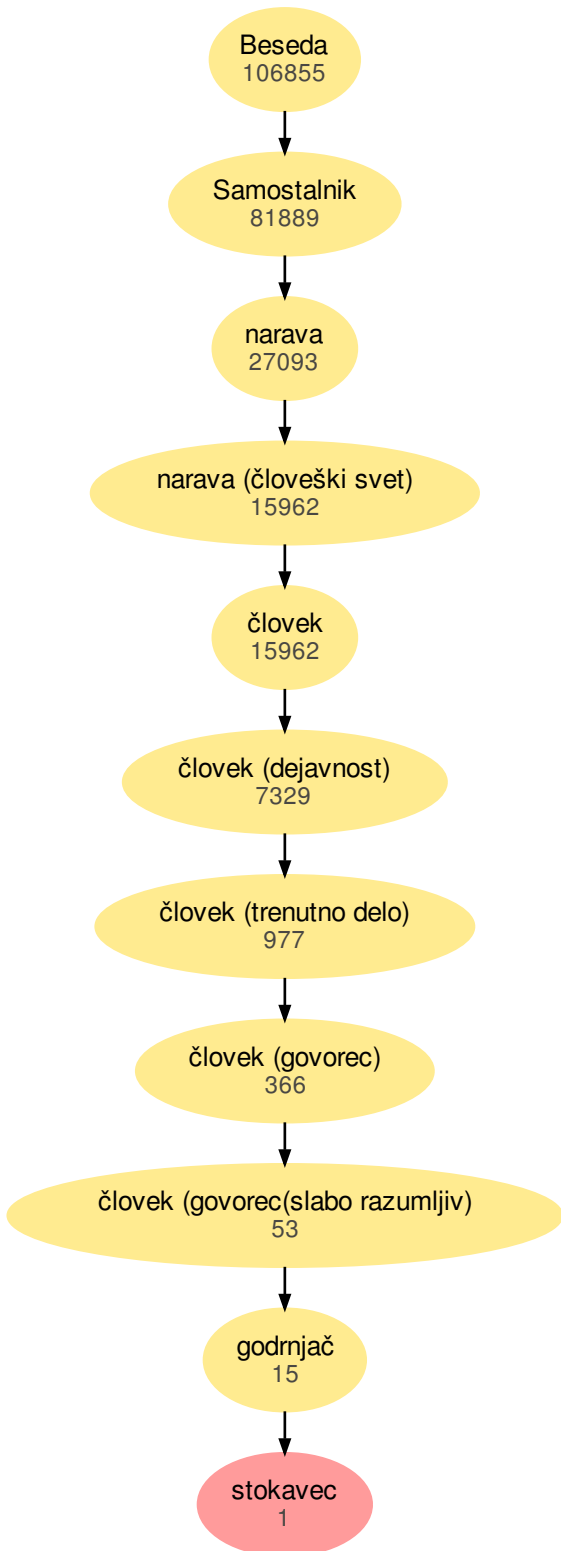 Beseda
106855
Samostalnik
81889
narava
27093
narava (človeški svet)
15962
človek
15962
človek (dejavnost)
7329
človek (trenutno delo)
977
človek (govorec)
366
človek (govorec(slabo razumljiv)
53
godrnjač
15
stokavec
1